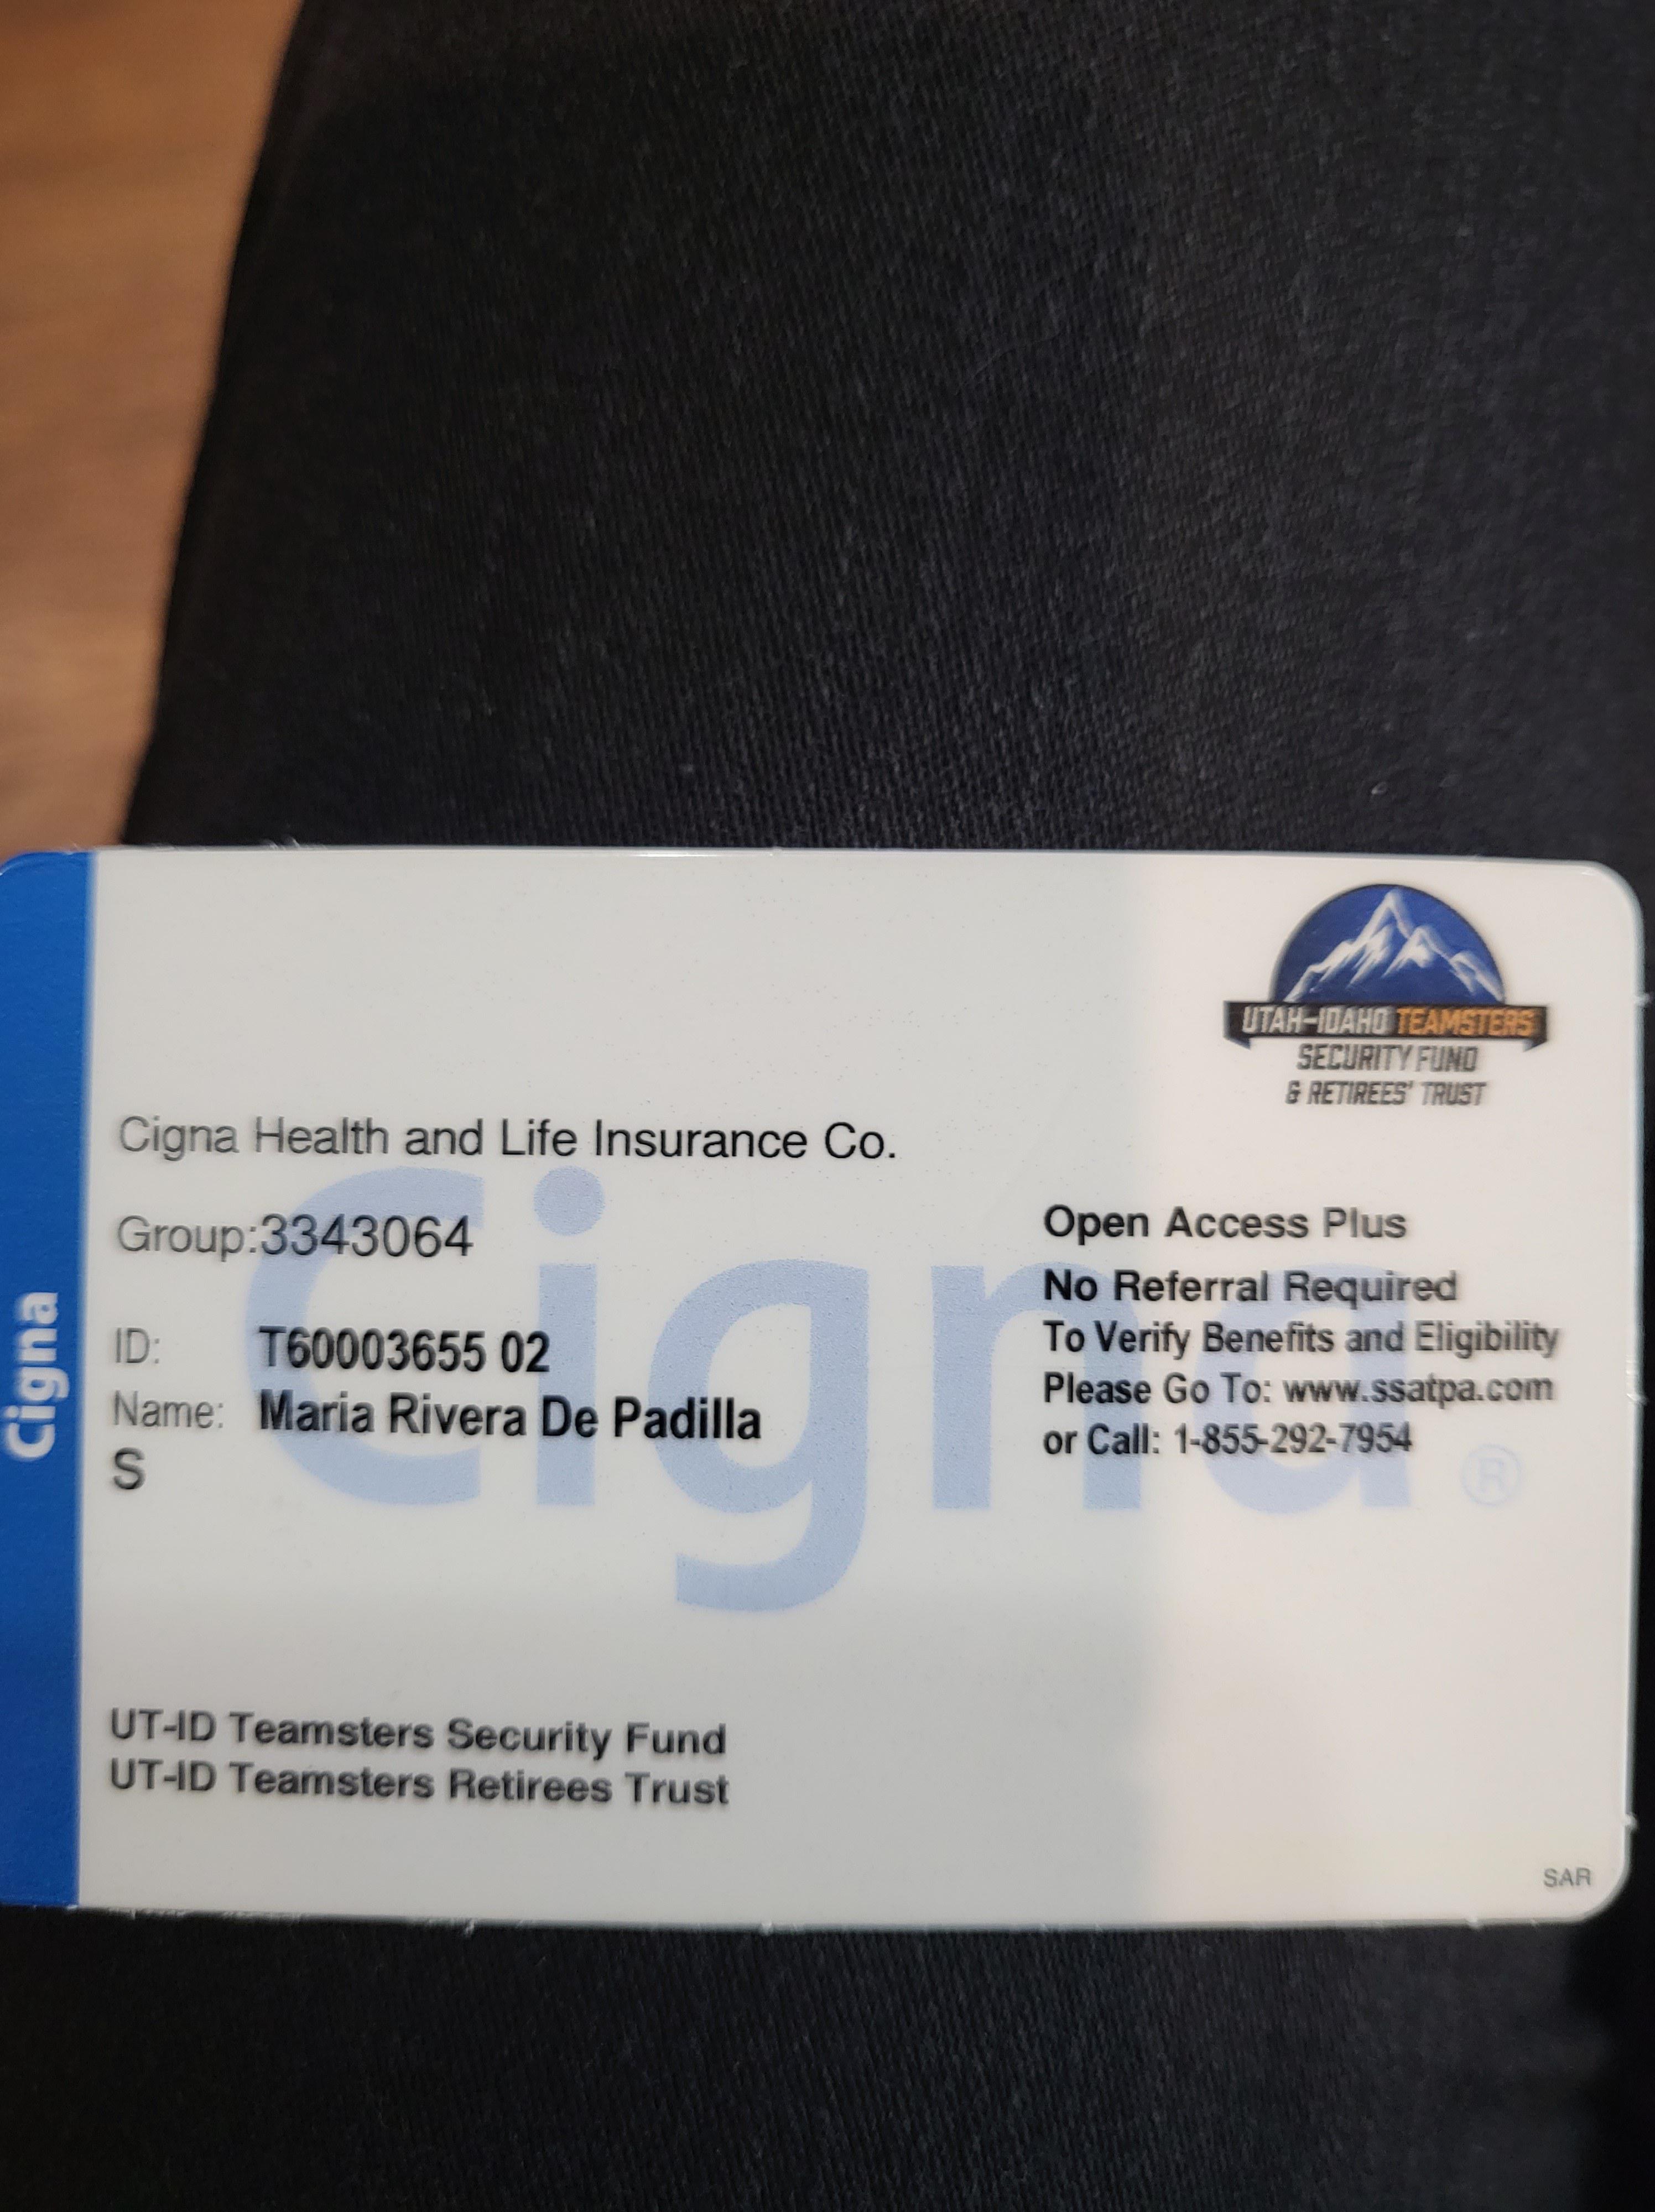 Cigna
UTAH-IDAHO TEAMSTERS
SECURITY FUND
& RETIREES' TRUST
Cigna Health and Life Insurance Co.
Group:3343064
ID: T60003655 02
Name: Maria Rivera De Padilla
S
Open Access Plus
No Referral Required
To Verify Benefits and Eligibility
Please Go To: www.ssatpa.com
or Call: 1-855-292-7954
Cigna®
UT-ID Teamsters Security Fund
UT-ID Teamsters Retirees Trust
SAR